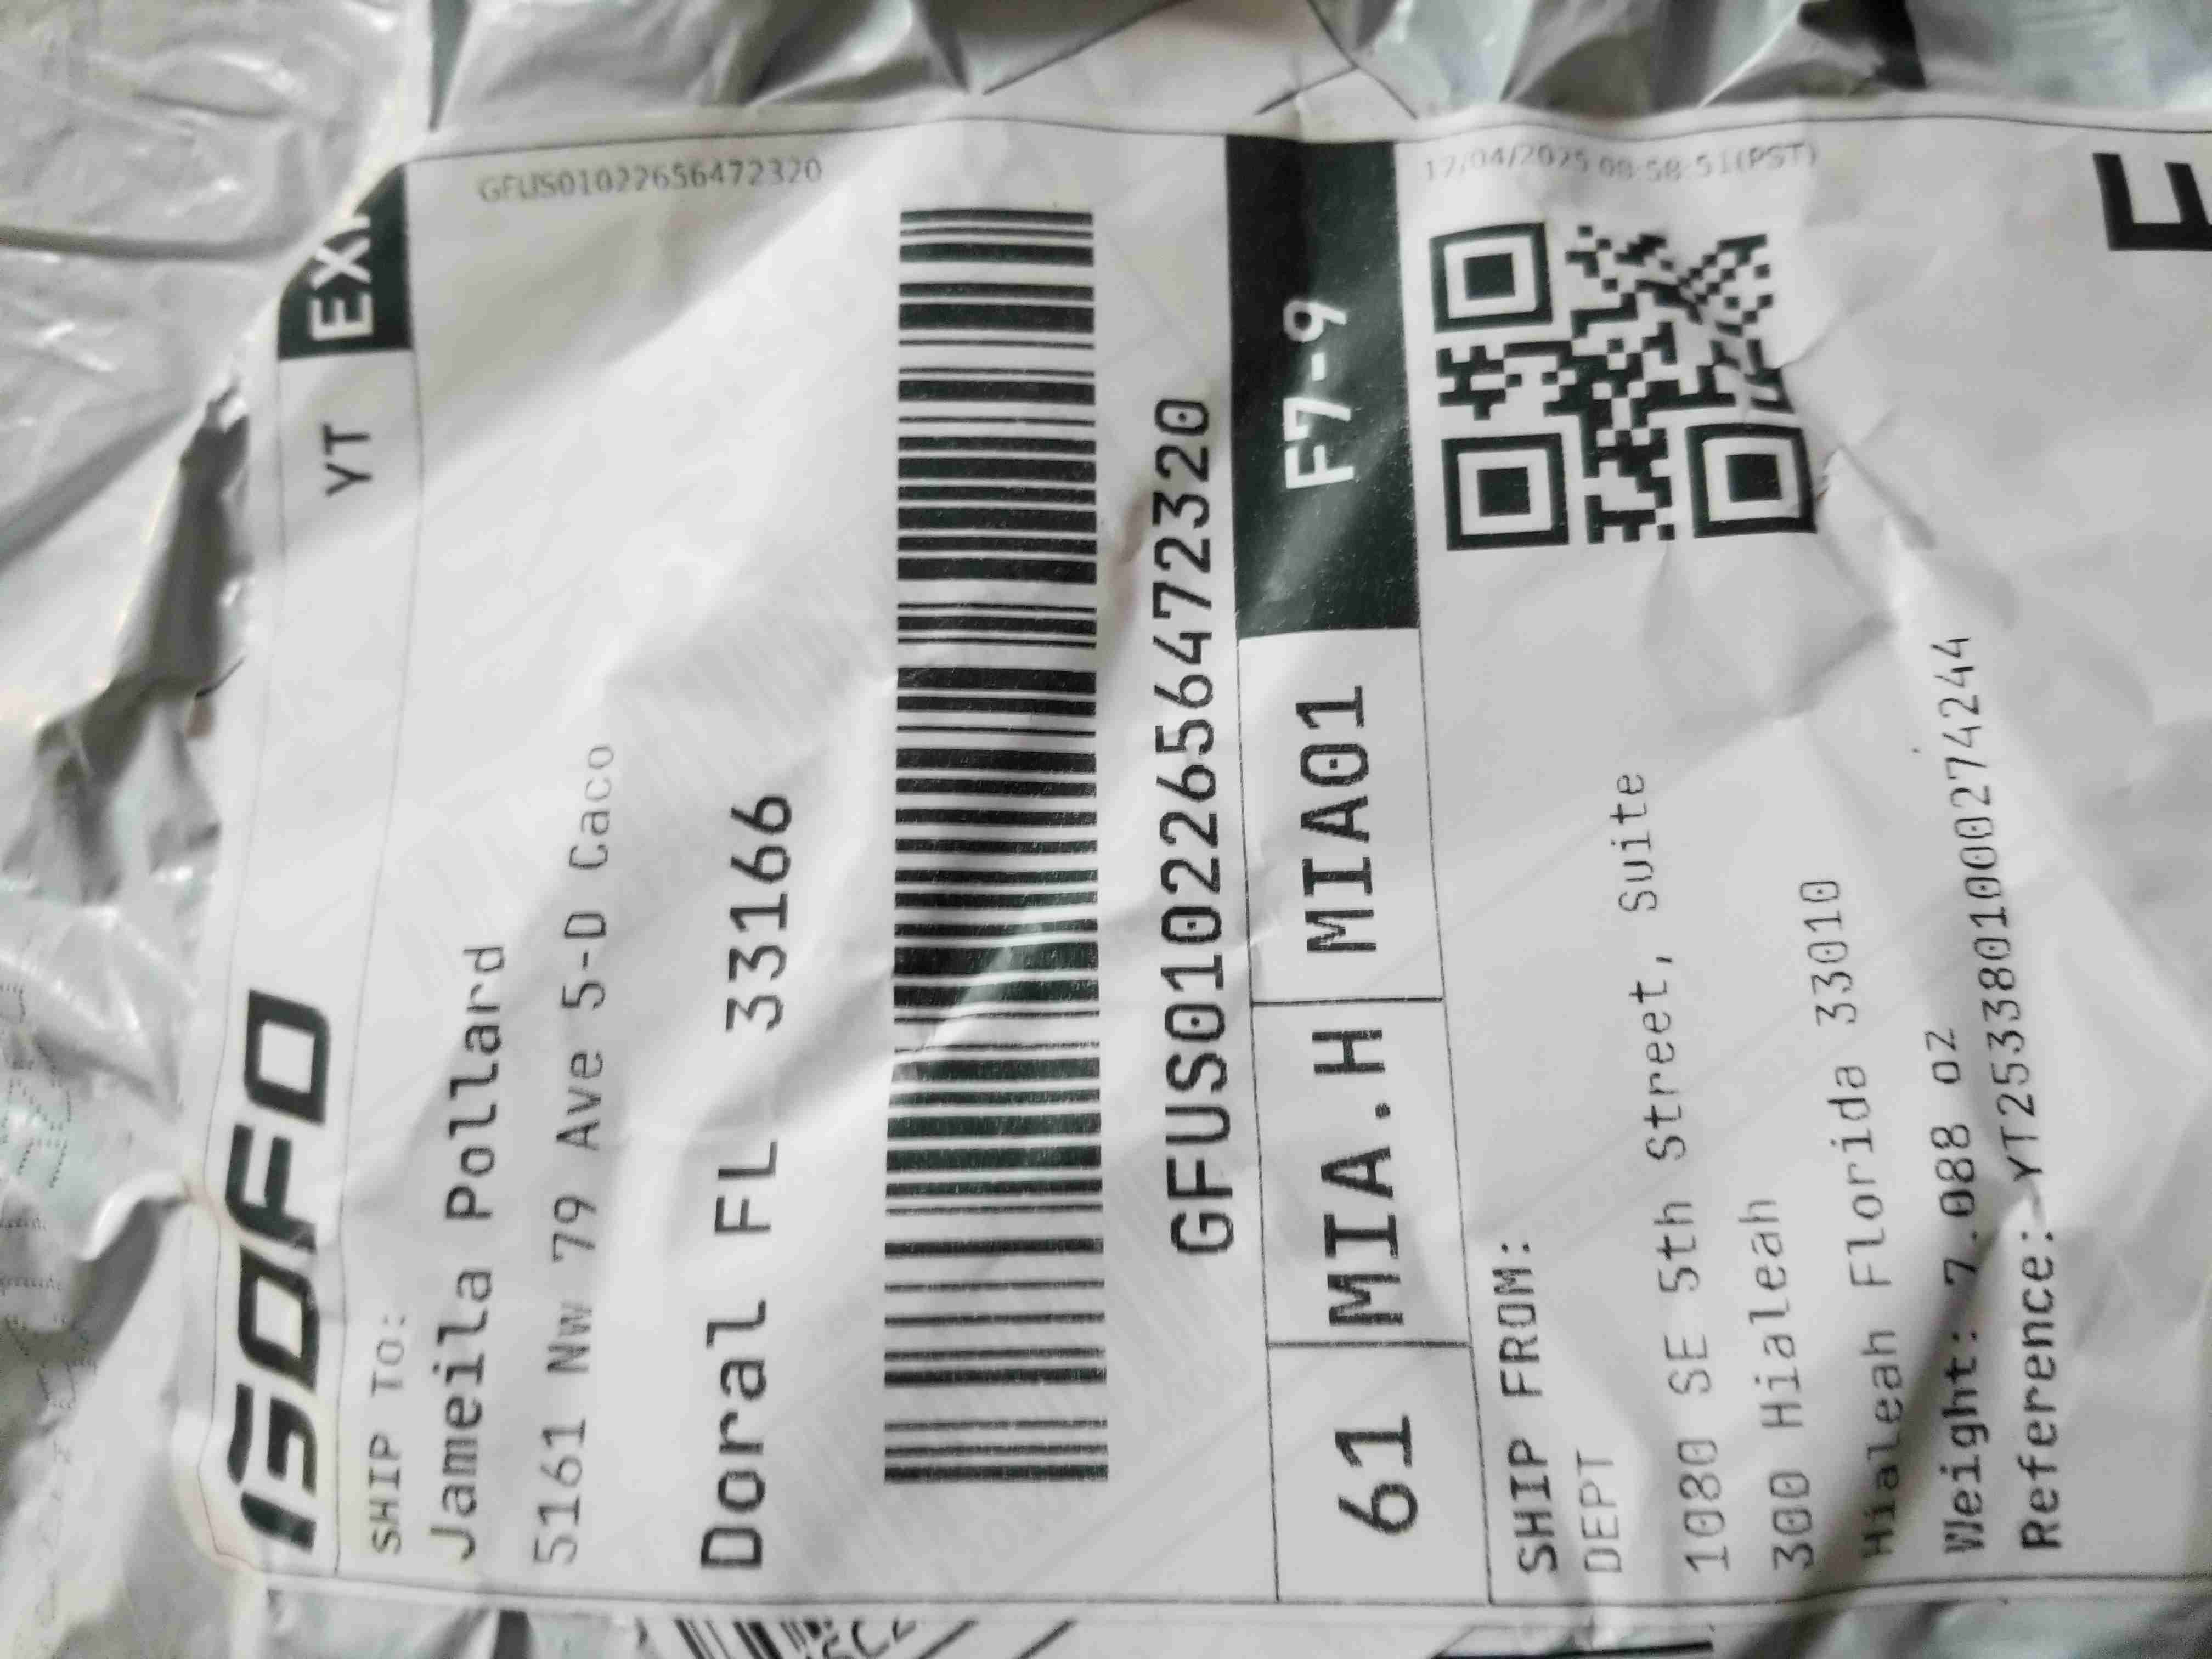 GOFO
YT
GFUS01022656472320
SHIP TO:
Jameila Pollard
5161 Nw 79 Ave 5-D Caco
Doral FL 33166
GFUS01022656472320
61 MIA.H MIA01 F7-9
12/04/2025 08:58:51(PST)
SHIP FROM:
DEPT
1080 SE 5th Street, Suite
300 Hialeah
Hialeah Florida 33010
Weight: 7.088 oz
Reference: YT2533801000274244